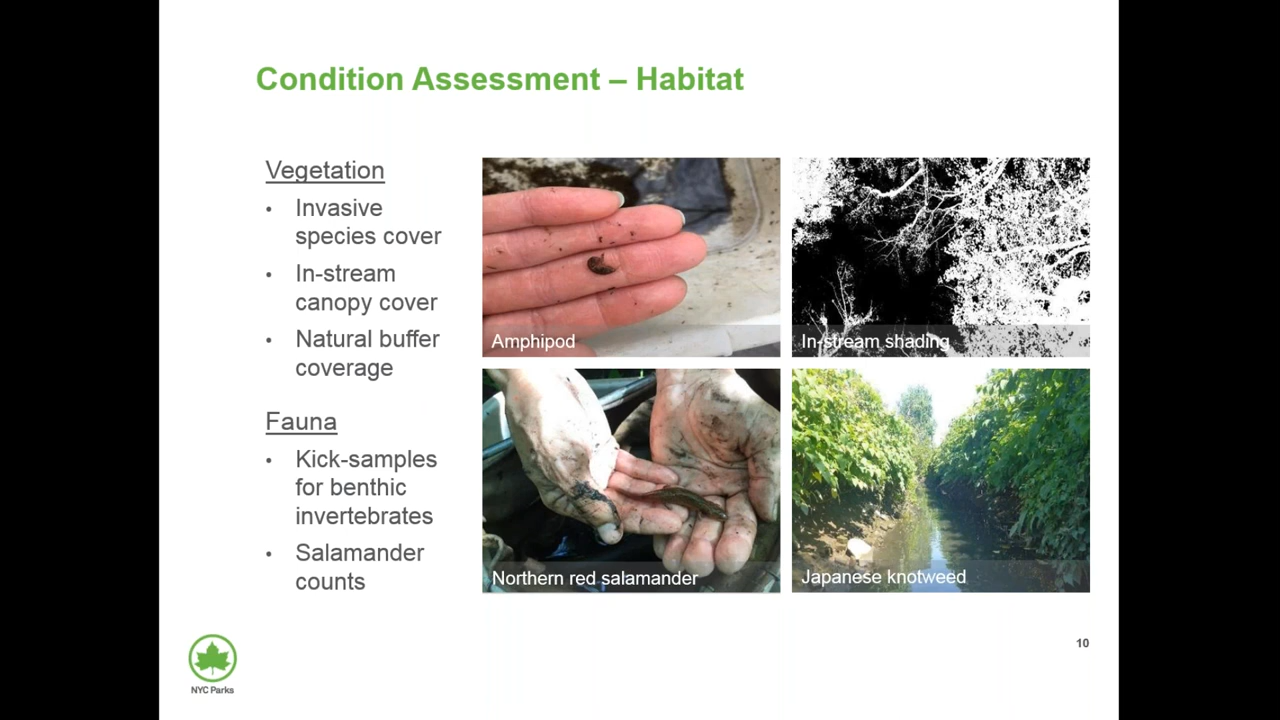 Condition Assessment – Habitat
Vegetation
• Invasive
species cover
• In-stream
canopy cover
• Natural buffer
coverage
Fauna
• Kick-samples
for benthic
invertebrates
• Salamander
counts
Amphipod
In-stream shading
Northern red salamander
Japanese knotweed
10
NYC Parks